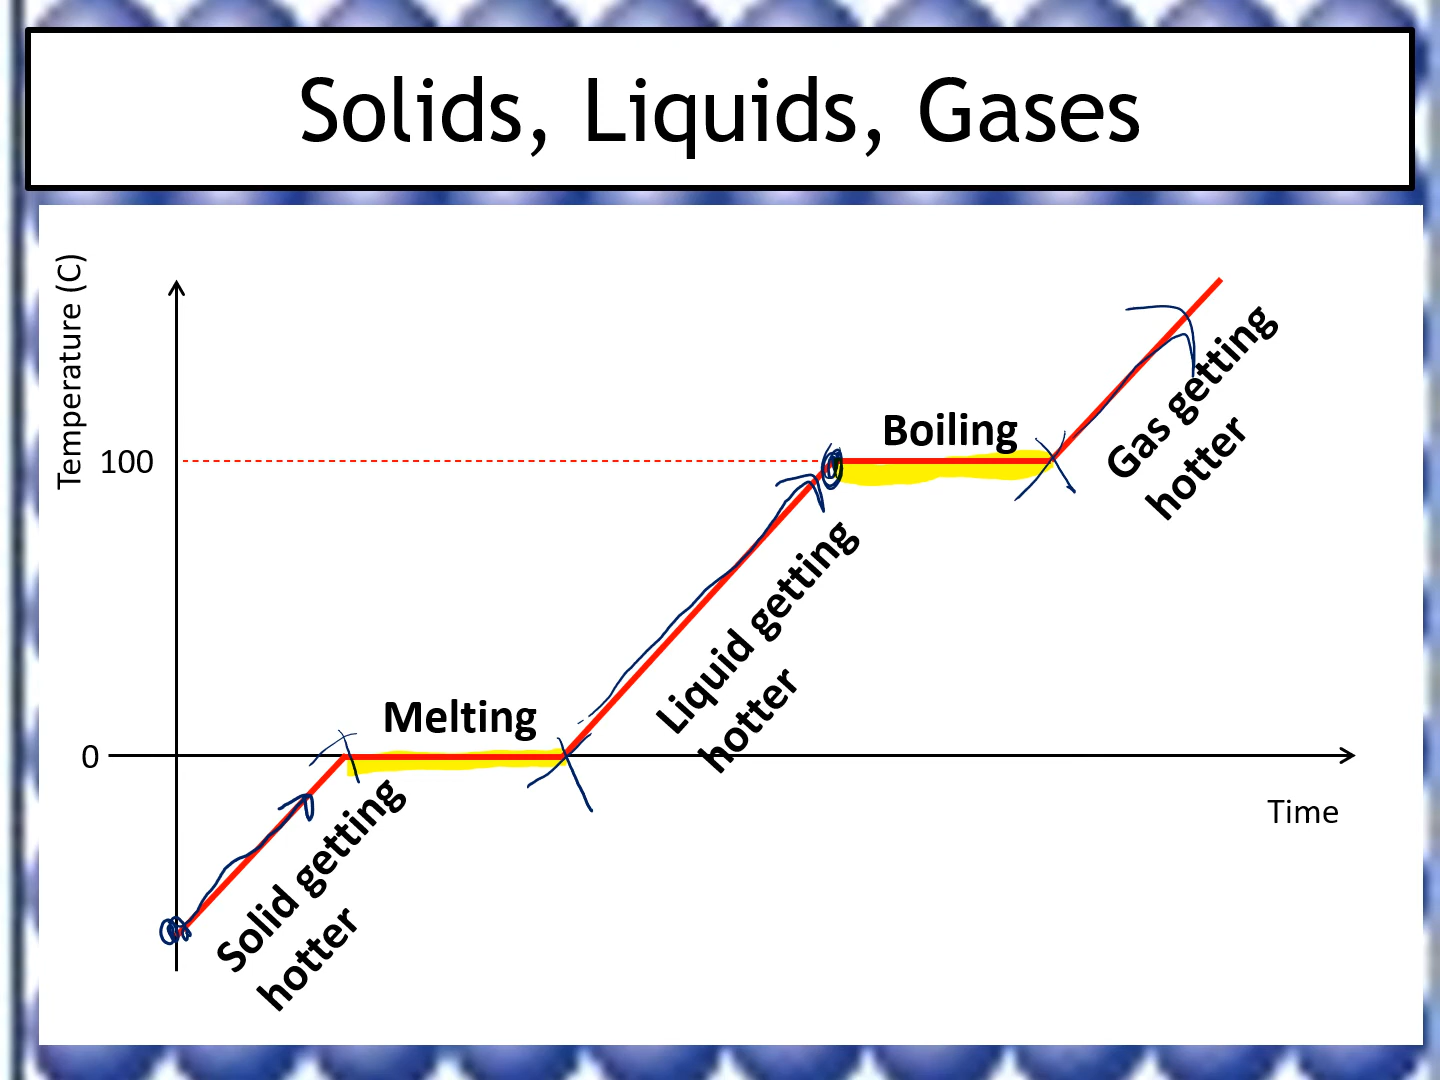 Solids, Liquids, Gases
Temperature (C)
100
0
Solid getting
hotter
Melting
Liquid getting
hotter
Boiling
Gas getting
hotter
Time